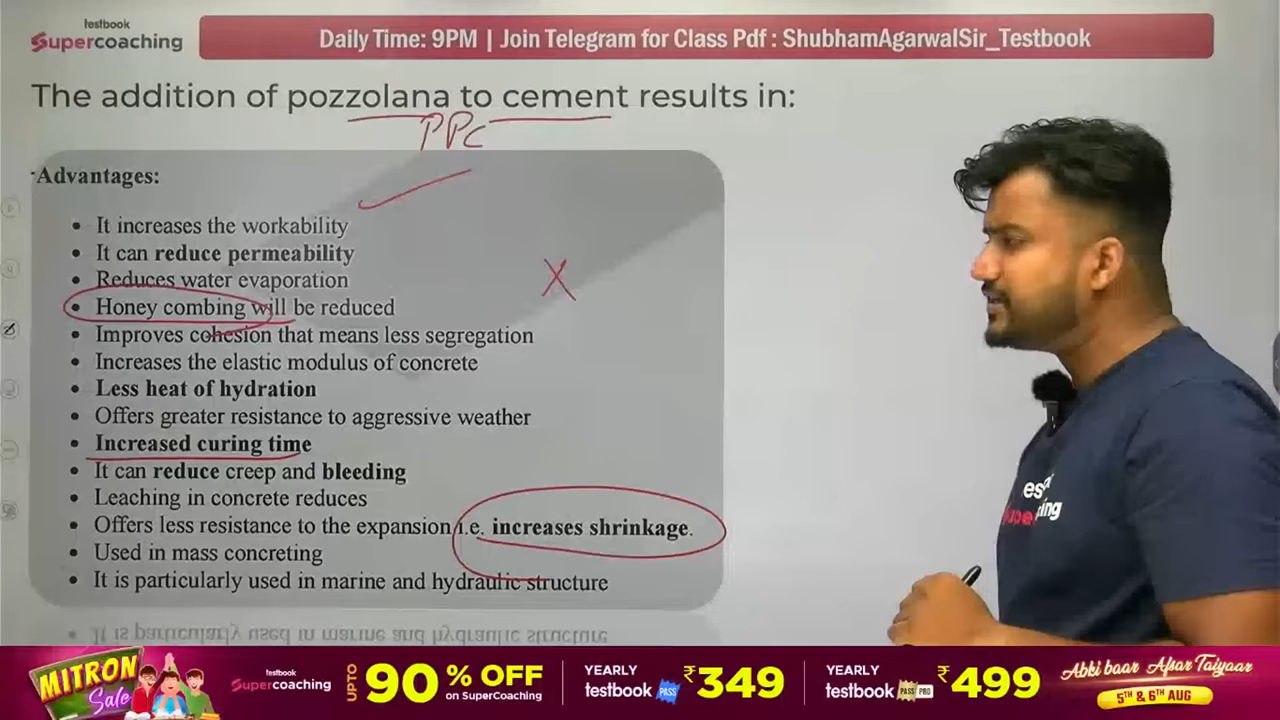 testbook
Supercoaching
Daily Time: 9PM | Join Telegram for Class Pdf : ShubhamAgarwalSir_Testbook
The addition of pozzolana to cement results in:
PPC
Advantages:
• It increases the workability
• It can reduce permeability
• Reduces water evaporation
• Honey combing will be reduced
• Improves cohesion that means less segregation
• Increases the elastic modulus of concrete
• Less heat of hydration
• Offers greater resistance to aggressive weather
• Increased curing time
• It can reduce creep and bleeding
• Leaching in concrete reduces
• Offers less resistance to the expansion i.e. increases shrinkage.
• Used in mass concreting
• It is particularly used in marine and hydraulic structure
MITRON
Sale
testbook
Supercoaching
UPTO 90% OFF
on SuperCoaching
YEARLY
testbook PASS
₹349
YEARLY
testbook PASS PRO
₹499
Abki baar Afsar Taiyaar
5TH & 6TH AUG